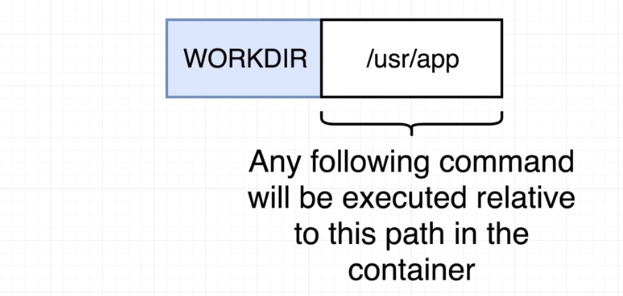 WORKDIR /usr/app
Any following command
will be executed relative
to this path in the
container